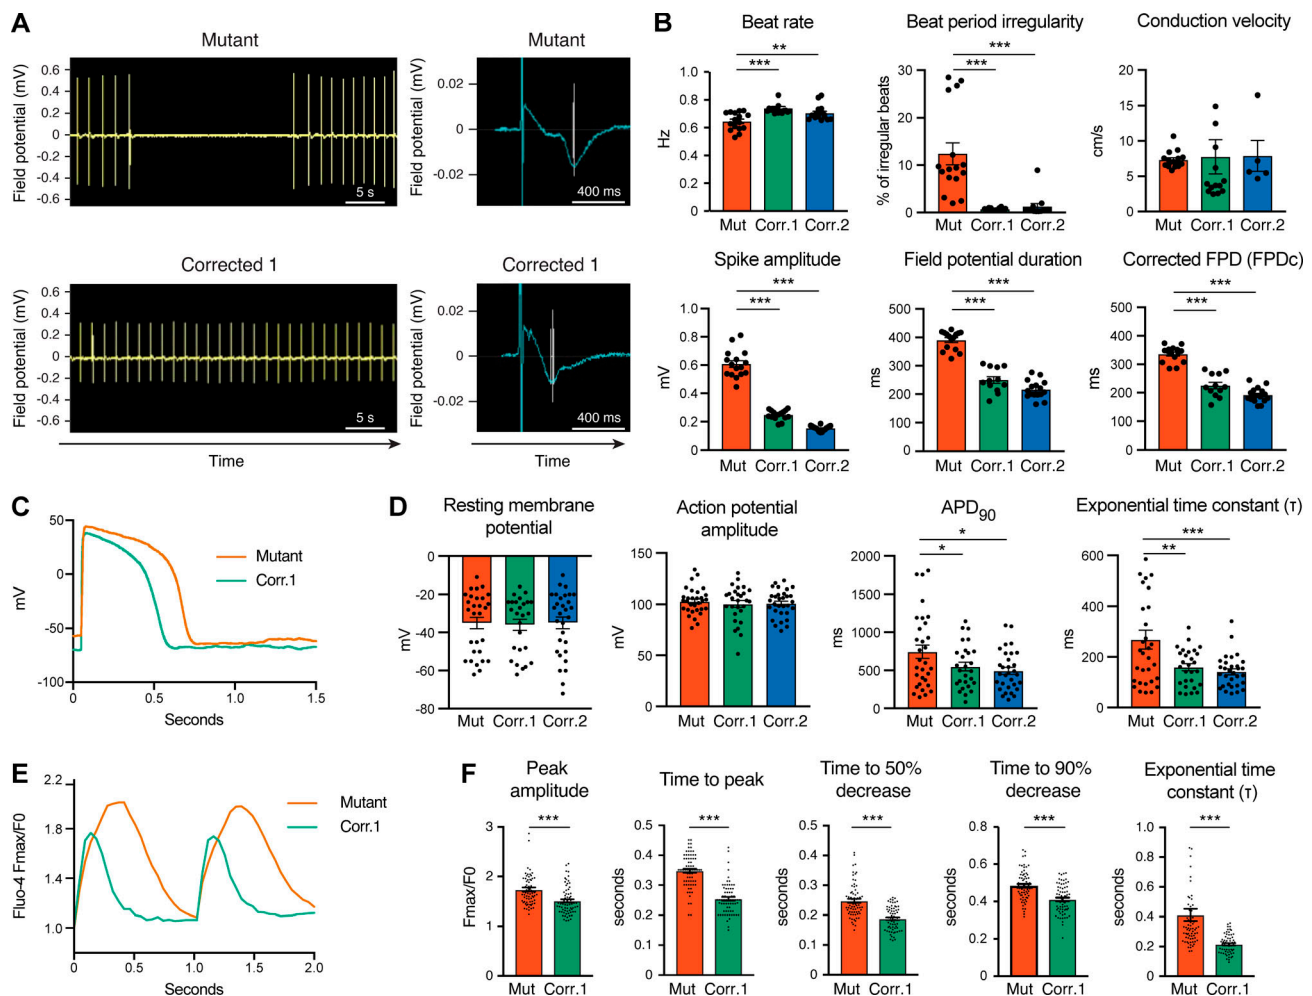 A
Mutant
Field potential (mV)
0.6
0.4
0.2
0
-0.2
-0.4
-0.6
5 s
Mutant
Field potential (mV)
0.02
0
-0.02
400 ms
Corrected 1
Field potential (mV)
0.6
0.4
0.2
0
-0.2
-0.4
-0.6
5 s
Time
Corrected 1
Field potential (mV)
0.02
0
-0.02
400 ms
Time
B
Beat rate
**
***
Hz
1.0
0.8
0.6
0.4
0.2
0
Mut Corr.1 Corr.2
Beat period irregularity
***
***
% of irregular beats
30
20
10
0
Mut Corr.1 Corr.2
Conduction velocity
cm/s
20
15
10
5
0
Mut Corr.1 Corr.2
Spike amplitude
***
***
mV
1.0
0.8
0.6
0.4
0.2
0
Mut Corr.1 Corr.2
Field potential duration
***
***
ms
500
400
300
200
100
0
Mut Corr.1 Corr.2
Corrected FPD (FPDc)
***
***
ms
500
400
300
200
100
0
Mut Corr.1 Corr.2
C
mV
50
0
-50
-100
Mutant
Corr.1
0 0.5 1.0 1.5
Seconds
D
Resting membrane
potential
mV
0
-20
-40
-60
-80
Mut Corr.1 Corr.2
Action potential
amplitude
mV
150
100
50
0
Mut Corr.1 Corr.2
APD90
*
*
ms
2000
1500
1000
500
0
Mut Corr.1 Corr.2
Exponential time constant (τ)
***
**
ms
600
400
200
0
Mut Corr.1 Corr.2
E
Fluo-4 Fmax/F0
2.2
1.8
1.4
1.0
Mutant
Corr.1
0 0.5 1.0 1.5 2.0
Seconds
F
Peak
amplitude
***
Fmax/F0
3
2
1
0
Mut Corr.1
Time to peak
***
seconds
0.5
0.4
0.3
0.2
0.1
0
Mut Corr.1
Time to 50%
decrease
***
seconds
0.5
0.4
0.3
0.2
0.1
0
Mut Corr.1
Time to 90%
decrease
***
seconds
0.8
0.6
0.4
0.2
0
Mut Corr.1
Exponential time
constant (τ)
***
seconds
1.0
0.8
0.6
0.4
0.2
0
Mut Corr.1